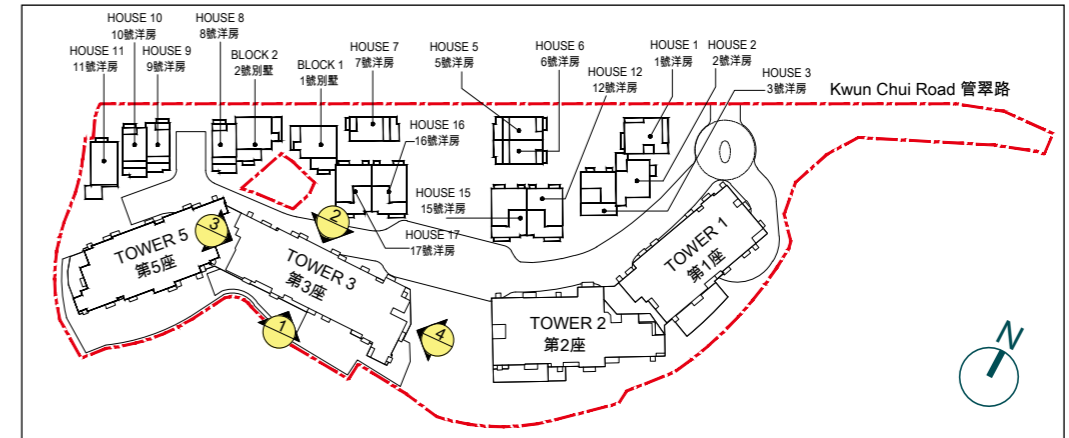 HOUSE 10
10號洋房
HOUSE 8
8號洋房
HOUSE 11
11號洋房
HOUSE 9
9號洋房
BLOCK 2
2號別墅
BLOCK 1
1號別墅
HOUSE 7
7號洋房
HOUSE 5
5號洋房
HOUSE 6
6號洋房
HOUSE 1
1號洋房
HOUSE 2
2號洋房
HOUSE 12
12號洋房
HOUSE 3
3號洋房
Kwun Chui Road 管翠路
HOUSE 16
16號洋房
HOUSE 15
15號洋房
HOUSE 17
17號洋房
TOWER 5
第5座
3
2
TOWER 3
第3座
1
4
TOWER 2
第2座
TOWER 1
第1座
N